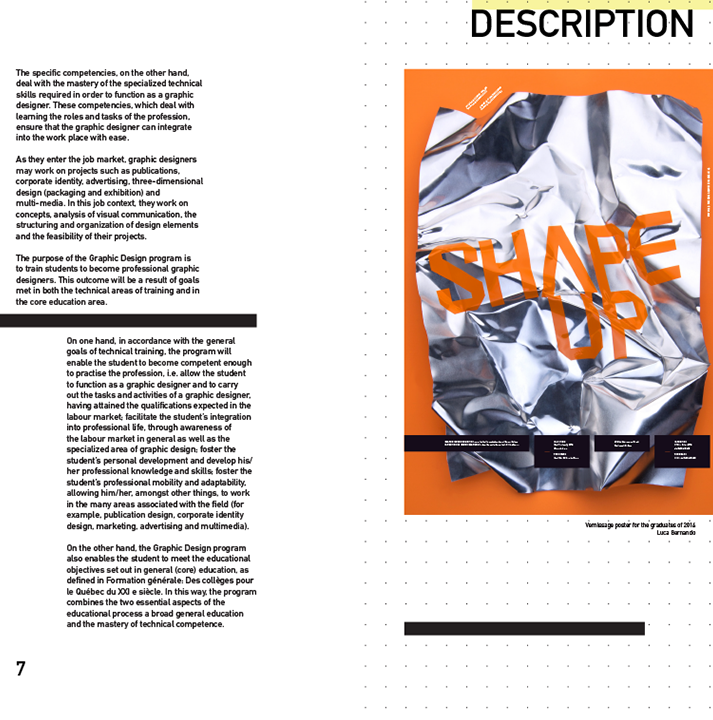 DESCRIPTION
The specific competencies, on the other hand,
deal with the mastery of the specialized technical
skills required in order to function as a graphic
designer. These competencies, which deal with
learning the roles and tasks of the profession,
ensure that the graphic designer can integrate
into the work place with ease.
As they enter the job market, graphic designers
may work on projects such as publications,
corporate identity, advertising, three-dimensional
design (packaging and exhibition) and
multi-media. In this job context, they work on
concepts, analysis of visual communication, the
structuring and organization of design elements
and the feasibility of their projects.
The purpose of the Graphic Design program is
to train students to become professional graphic
designers. This outcome will be a result of goals
met in both the technical areas of training and in
the core education area.
On one hand, in accordance with the general
goals of technical training, the program will
enable the student to become competent enough
to practise the profession, i.e. allow the student
to function as a graphic designer and to carry
out the tasks and activities of a graphic designer,
having attained the qualifications expected in the
labour market; facilitate the student's integration
into professional life, through awareness of
the labour market in general as well as the
specialized area of graphic design; foster the
student's personal development and develop his/
her professional knowledge and skills; foster the
student's professional mobility and adaptability,
allowing him/her, amongst other things, to work
in the many areas associated with the field (for
example, publication design, corporate identity
design, marketing, advertising and multimedia).
On the other hand, the Graphic Design program
also enables the student to meet the educational
objectives set out in general (core) education, as
defined in Formation générale: Des collèges pour
le Québec du XXI e siècle. In this way, the program
combines the two essential aspects of the
educational process a broad general education
and the mastery of technical competence.
7
SHAPE
UP
Vernissage poster for the graduates of 2016
Luca Bernando